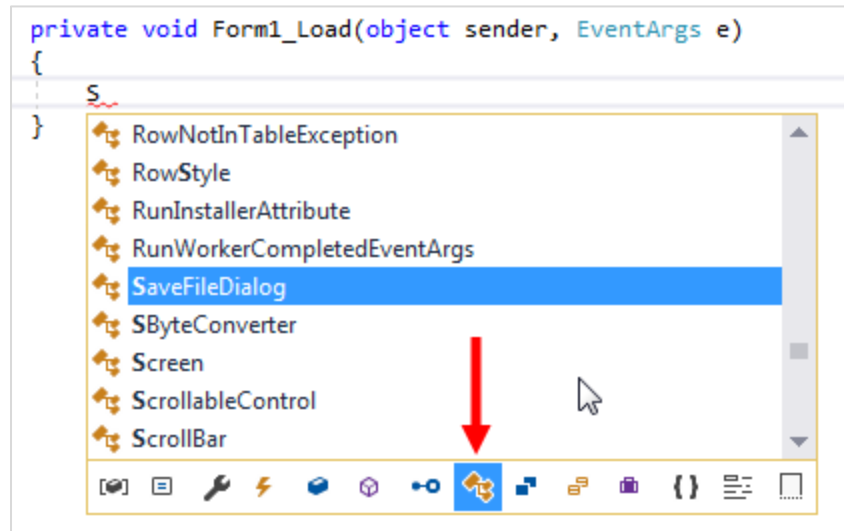 private void Form1_Load(object sender, EventArgs e)
{
S
}
RowNotInTableException
RowStyle
RunInstallerAttribute
RunWorkerCompletedEventArgs
SaveFileDialog
SByteConverter
Screen
ScrollableControl
ScrollBar